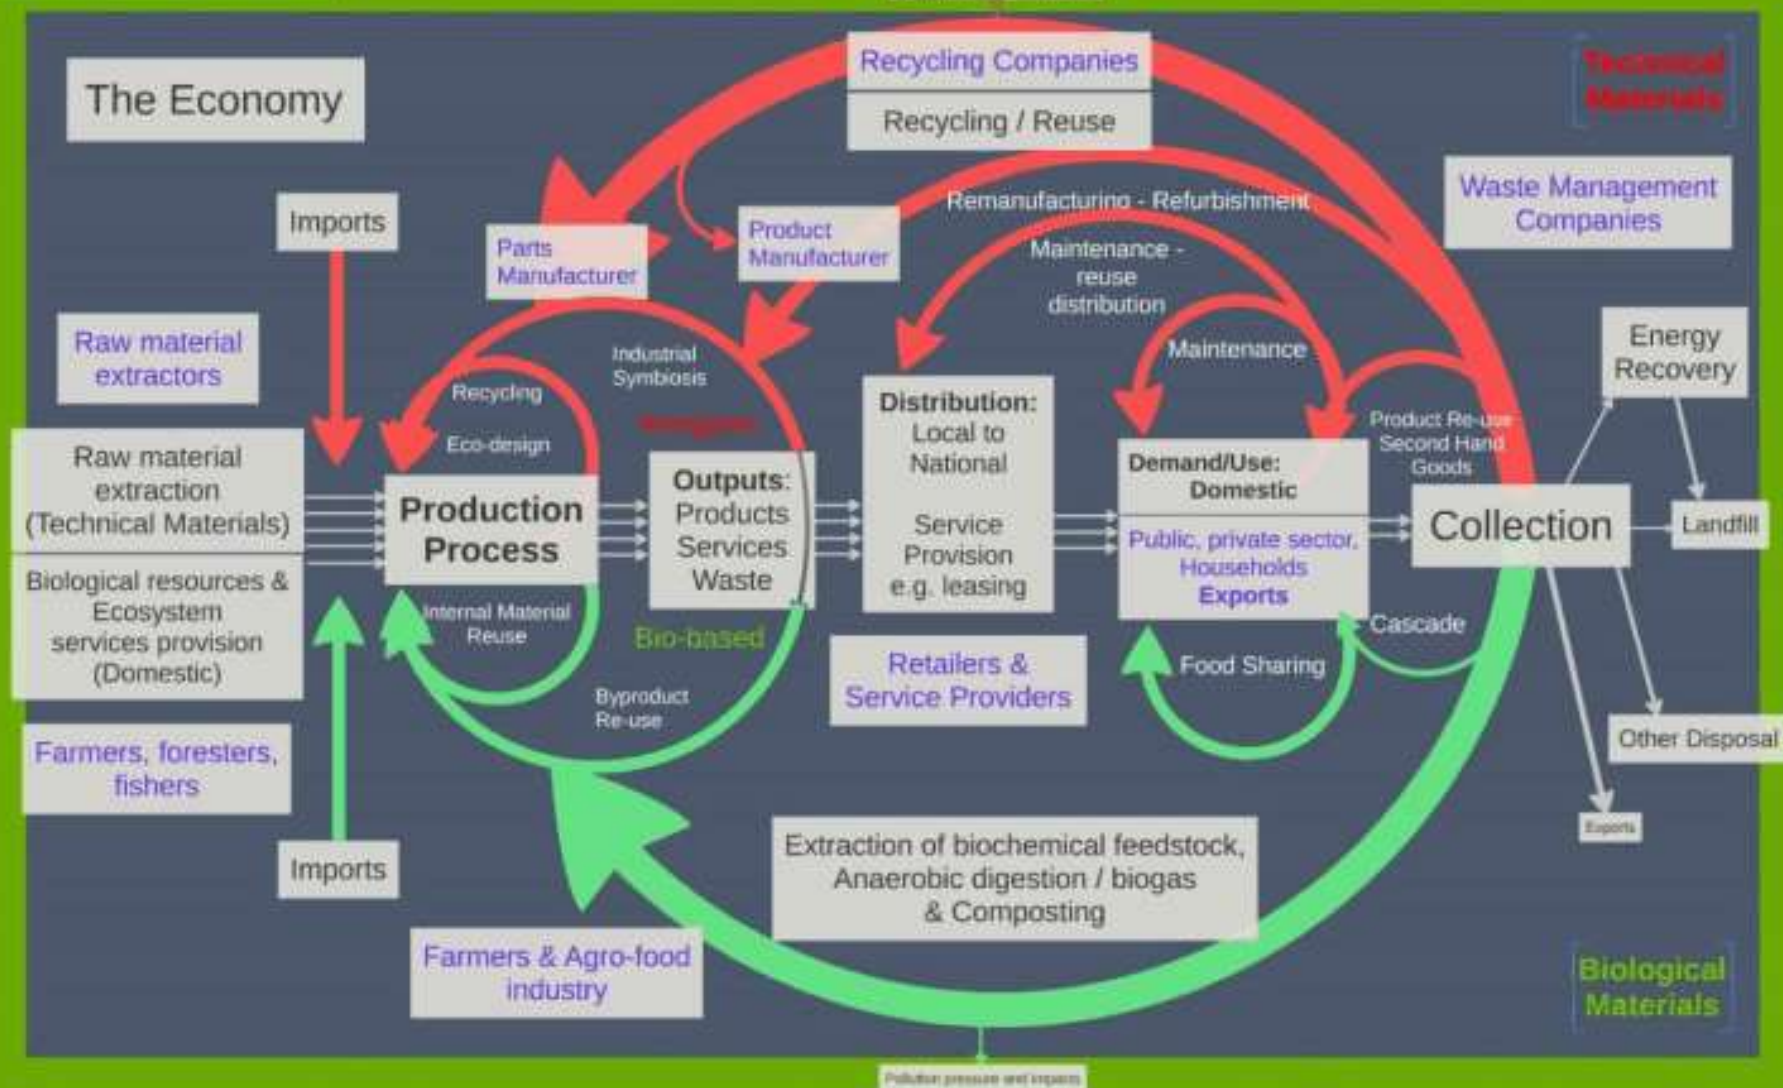 The Economy
Recycling Companies
Recycling / Reuse
Technical
Materials
Waste Management
Companies
Imports
Remanufacturing - Refurbishment
Parts
Manufacturer
Product
Manufacturer
Maintenance -
reuse
distribution
Raw material
extractors
Industrial
Symbiosis
Maintenance
Energy
Recovery
Recycling
Eco-design
Distribution:
Local to
National
Service
Provision
e.g. leasing
Product Re-use
Second Hand
Goods
Raw material
extraction
(Technical Materials)
Biological resources &
Ecosystem
services provision
(Domestic)
Production
Process
Outputs:
Products
Services
Waste
Demand/Use:
Domestic
Public, private sector,
Households
Exports
Collection
Landfill
Internal Material
Reuse
Bio-based
Cascade
Food Sharing
Retailers &
Service Providers
Byproduct
Re-use
Farmers, foresters,
fishers
Other Disposal
Exports
Imports
Extraction of biochemical feedstock,
Anaerobic digestion / biogas
& Composting
Farmers & Agro-food
industry
Biological
Materials
Pollution pressure and impacts